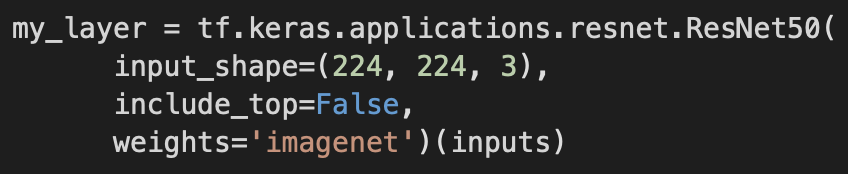 my_layer = tf.keras.applications.resnet.ResNet50(
      input_shape=(224, 224, 3),
      include_top=False,
      weights='imagenet')(inputs)